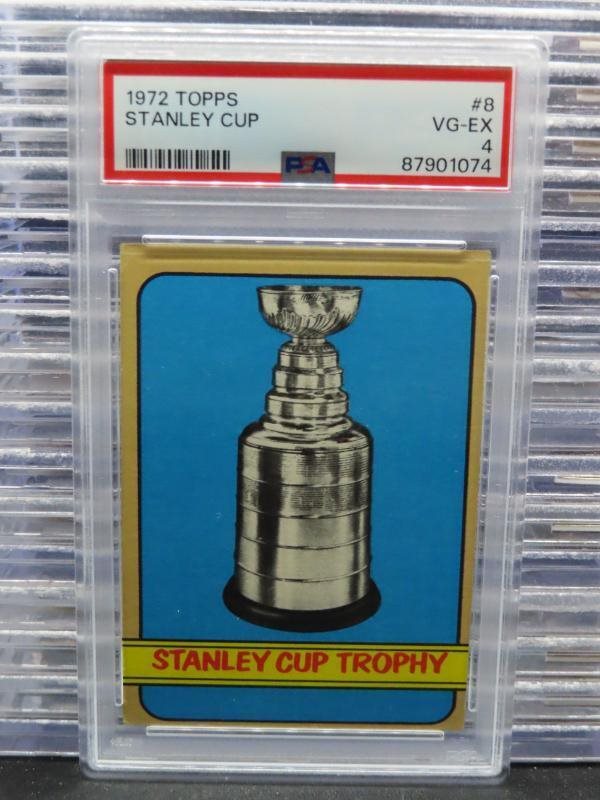 1972 TOPPS #8
STANLEY CUP VG-EX
4
PSA 87901074
STANLEY CUP TROPHY